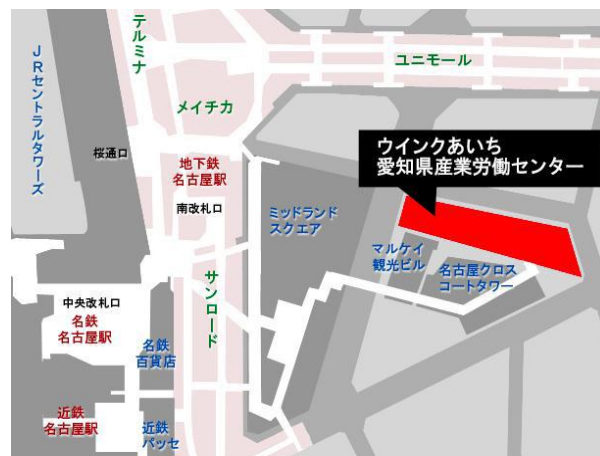 テルミナ
JRセントラルタワーズ
ユニモール
メイチカ
桜通口
地下鉄
名古屋駅
南改札口
ウインクあいち
愛知県産業労働センター
ミッドランド
スクエア
マルケイ
観光ビル
名古屋クロス
コートタワー
サンロード
中央改札口
名鉄
名古屋駅
名鉄
百貨店
近鉄
名古屋駅
近鉄
パッセ